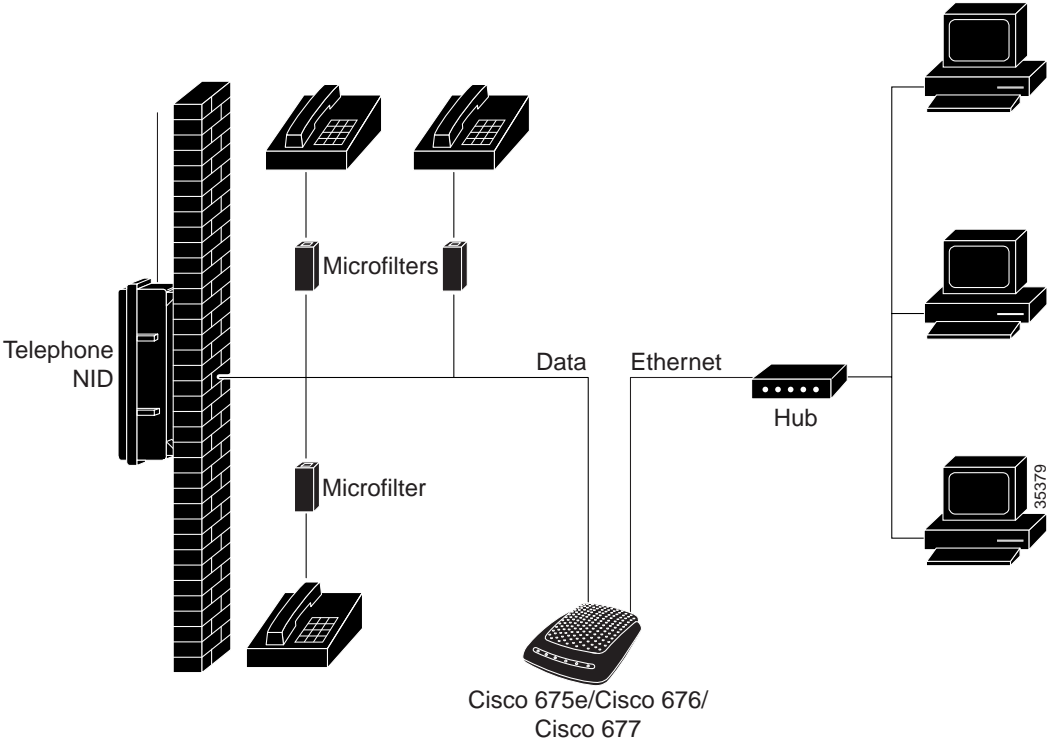 Microfilters
Telephone
NID
Data
Ethernet
Hub
Microfilter
35379
Cisco 675e/Cisco 676/
Cisco 677